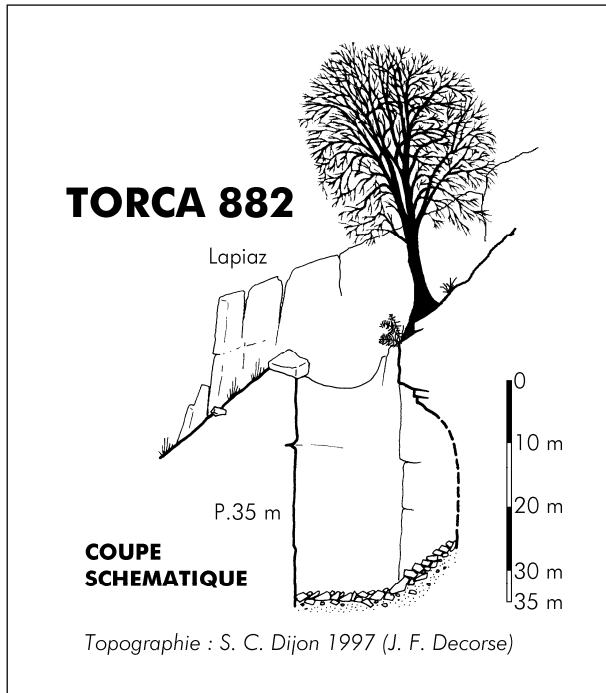 TORCA 882
Lapiaz
0
10 m
20 m
30 m
35 m
P.35 m
COUPE
SCHEMATIQUE
Topographie : S. C. Dijon 1997 (J. F. Decorse)